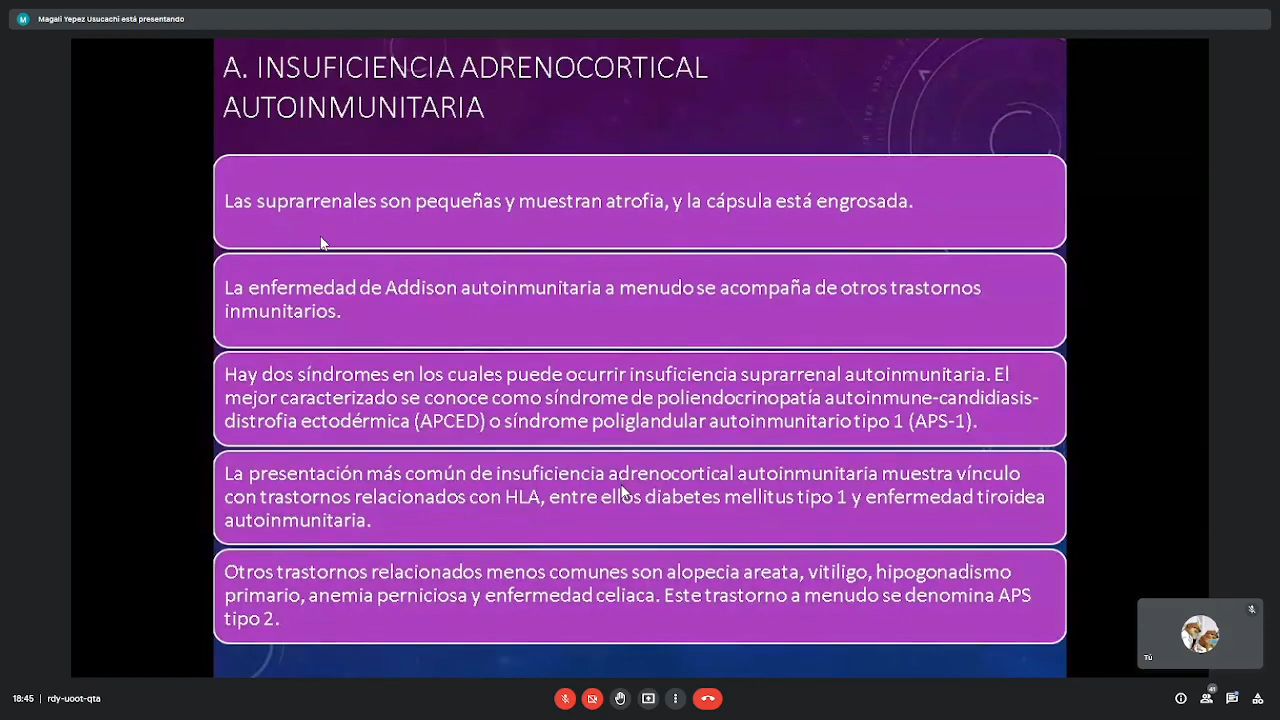 M Magali Yepez Usucachi está presentando
A. INSUFICIENCIA ADRENOCORTICAL
AUTOINMUNITARIA
Las suprarrenales son pequeñas y muestran atrofia, y la cápsula está engrosada.
La enfermedad de Addison autoinmunitaria a menudo se acompaña de otros trastornos
inmunitarios.
Hay dos síndromes en los cuales puede ocurrir insuficiencia suprarrenal autoinmunitaria. El
mejor caracterizado se conoce como síndrome de poliendocrinopatía autoinmune-candidiasis-
distrofia ectodérmica (APCED) o síndrome poliglandular autoinmunitario tipo 1 (APS-1).
La presentación más común de insuficiencia adrenocortical autoinmunitaria muestra vínculo
con trastornos relacionados con HLA, entre ellos diabetes mellitus tipo 1 y enfermedad tiroidea
autoinmunitaria.
Otros trastornos relacionados menos comunes son alopecia areata, vitiligo, hipogonadismo
primario, anemia perniciosa y enfermedad celiaca. Este trastorno a menudo se denomina APS
tipo 2.
Tú
18:45 | rdy-uoot-qta
41